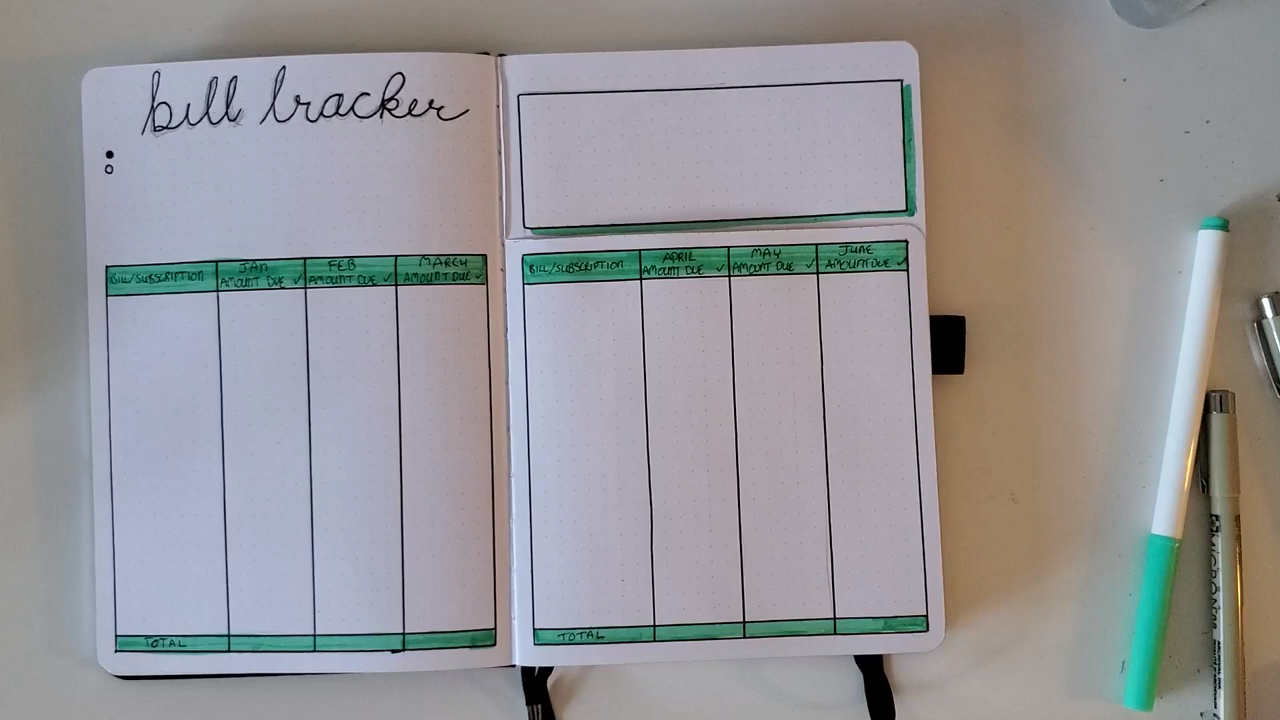 bill tracker
BILL/SUBSCRIPTION
JAN
AMOUNT DUE ✓
FEB
AMOUNT DUE ✓
MARCH
AMOUNT DUE ✓
TOTAL
BILL/SUBSCRIPTION
APRIL
AMOUNT DUE ✓
MAY
AMOUNT DUE ✓
JUNE
AMOUNT DUE ✓
TOTAL
MICRON